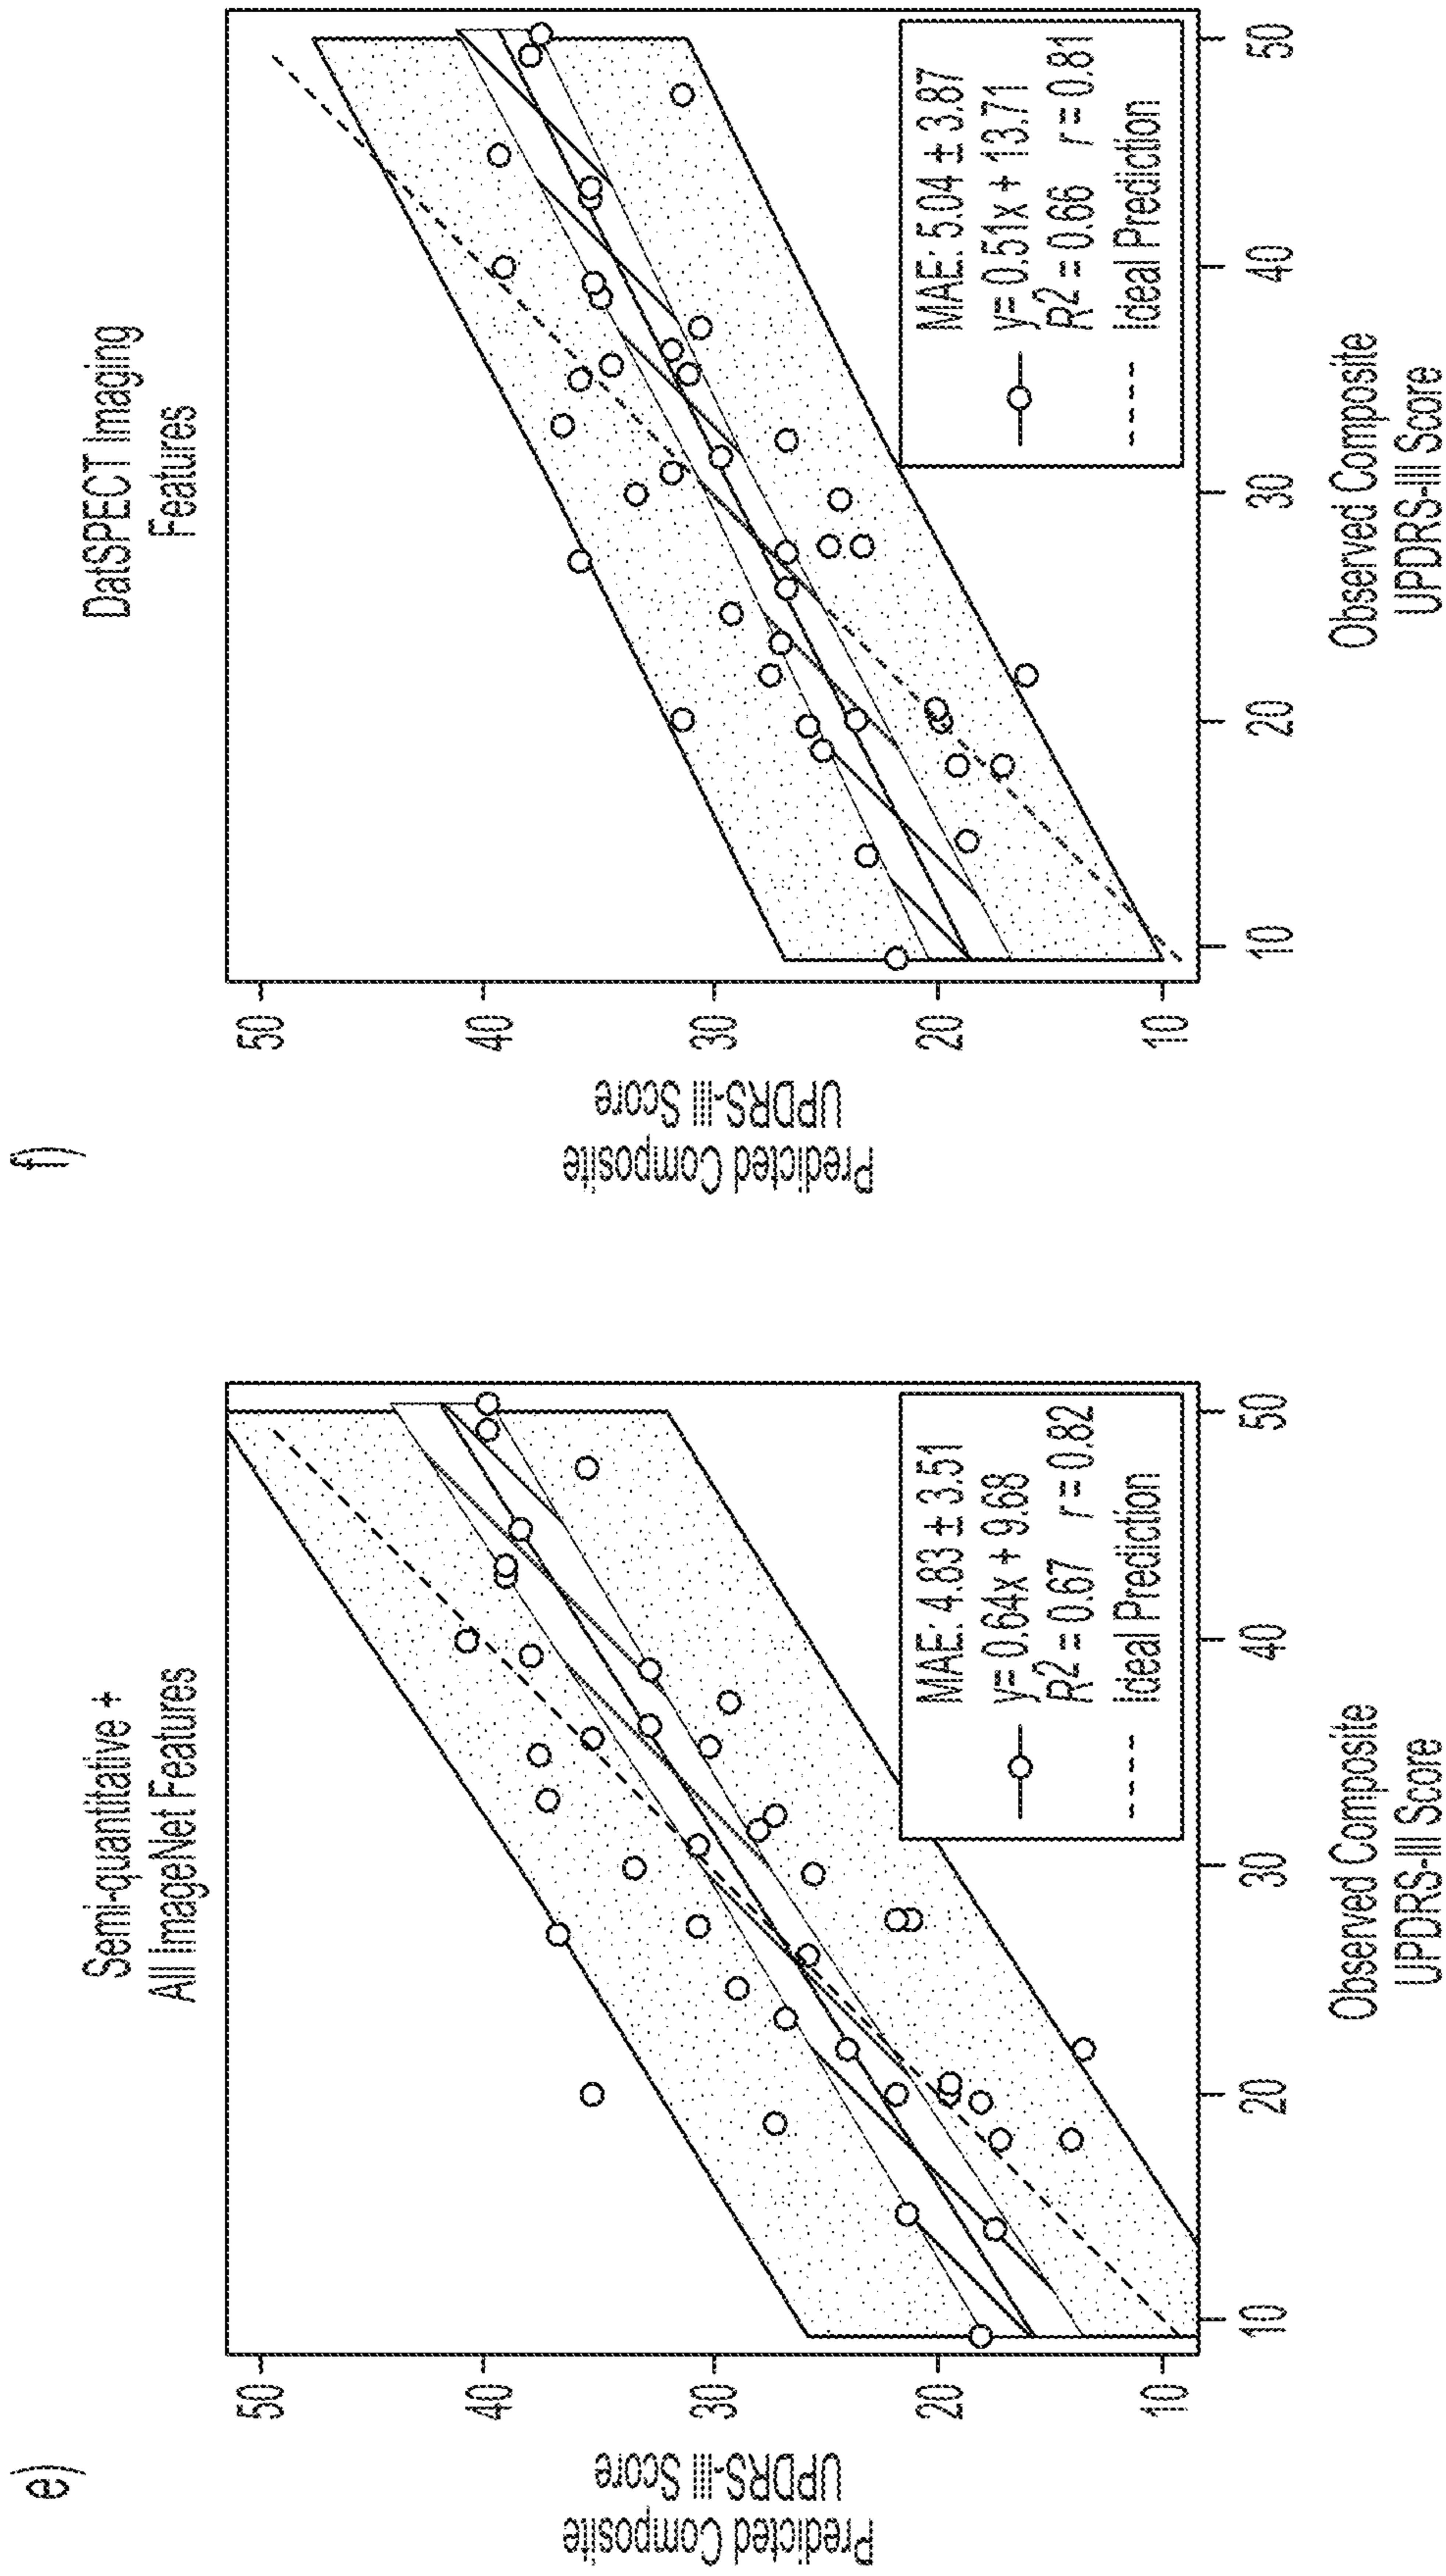 e)
Semi-quantitative +
All ImageNet Features
Predicted Composite
UPDRS-III Score
50
40
30
20
10
MAE: 4.83 ± 3.51
y= 0.64x + 9.68
R2 = 0.67 r = 0.82
Ideal Prediction
10 20 30 40 50
Observed Composite
UPDRS-III Score
f)
DatSPECT Imaging
Features
Predicted Composite
UPDRS-III Score
50
40
30
20
10
MAE: 5.04 ± 3.87
y= 0.51x + 13.71
R2 = 0.66 r = 0.81
Ideal Prediction
10 20 30 40 50
Observed Composite
UPDRS-III Score